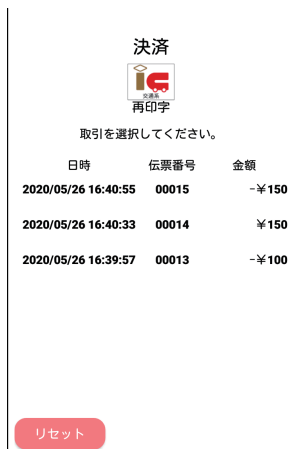 決済
交通系
再印字
取引を選択してください。
日時 伝票番号 金額
2020/05/26 16:40:55 00015 -￥150
2020/05/26 16:40:33 00014 ￥150
2020/05/26 16:39:57 00013 -￥100
リセット